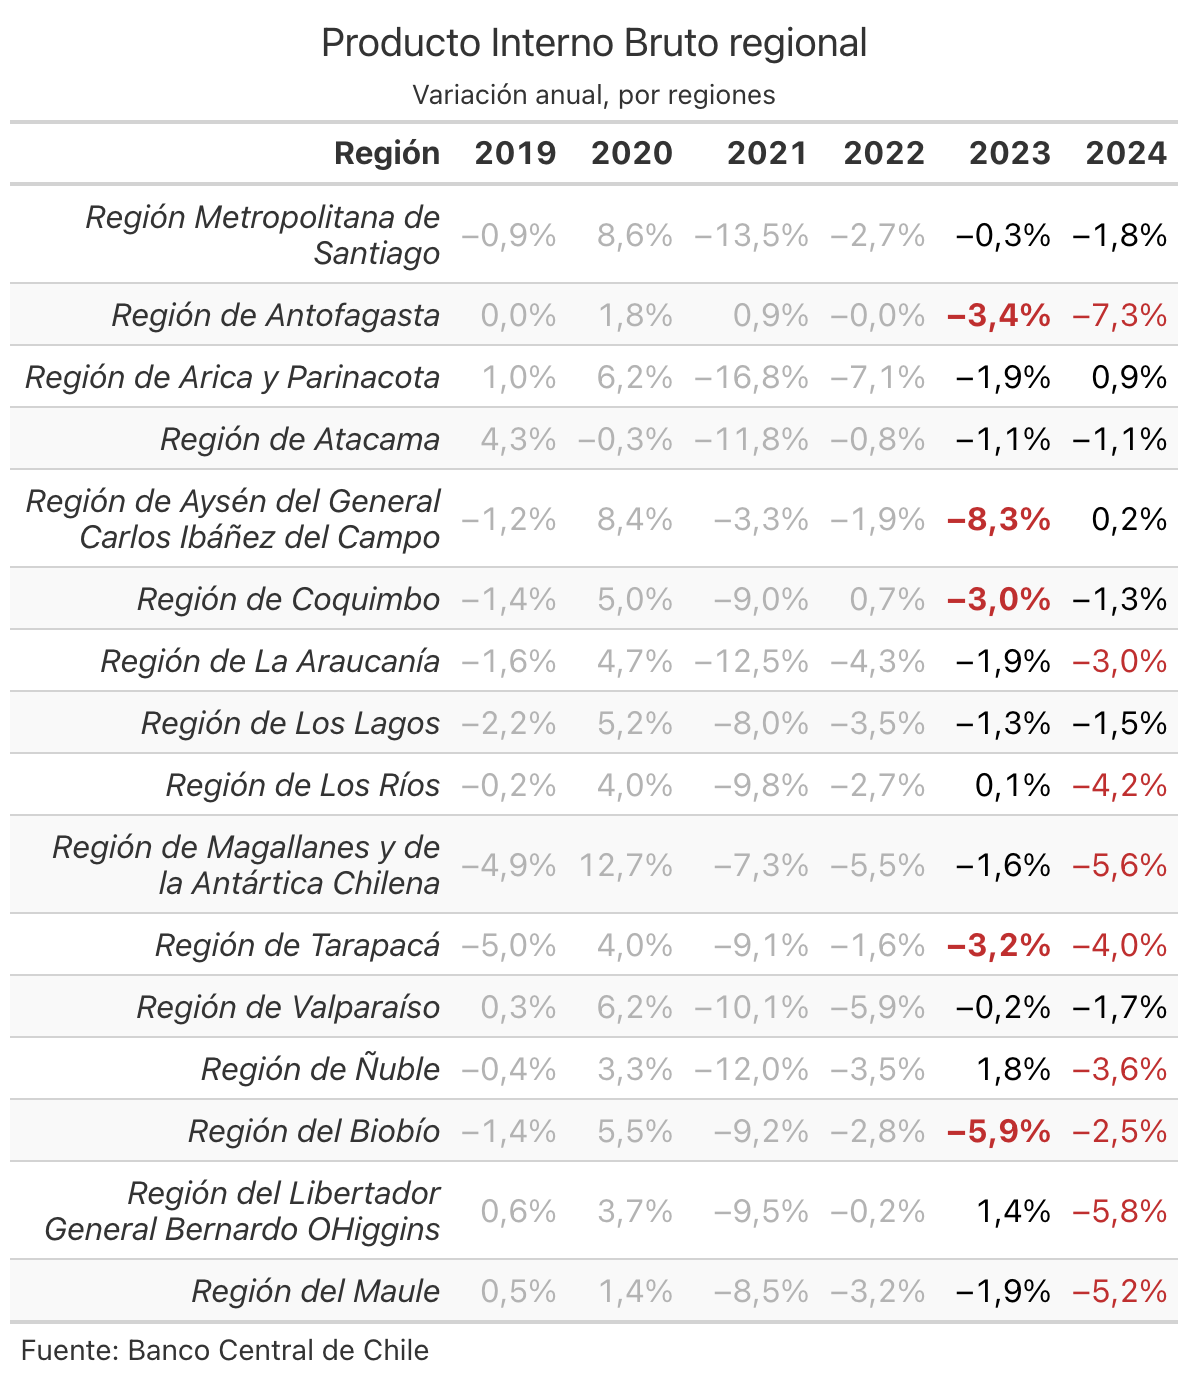 Producto Interno Bruto regional
Variación anual, por regiones
Región 2019 2020 2021 2022 2023 2024
Región Metropolitana de
Santiago −0,9% 8,6% −13,5% −2,7% −0,3% −1,8%
Región de Antofagasta 0,0% 1,8% 0,9% −0,0% −3,4% −7,3%
Región de Arica y Parinacota 1,0% 6,2% −16,8% −7,1% −1,9% 0,9%
Región de Atacama 4,3% −0,3% −11,8% −0,8% −1,1% −1,1%
Región de Aysén del General
Carlos Ibáñez del Campo −1,2% 8,4% −3,3% −1,9% −8,3% 0,2%
Región de Coquimbo −1,4% 5,0% −9,0% 0,7% −3,0% −1,3%
Región de La Araucanía −1,6% 4,7% −12,5% −4,3% −1,9% −3,0%
Región de Los Lagos −2,2% 5,2% −8,0% −3,5% −1,3% −1,5%
Región de Los Ríos −0,2% 4,0% −9,8% −2,7% 0,1% −4,2%
Región de Magallanes y de
la Antártica Chilena −4,9% 12,7% −7,3% −5,5% −1,6% −5,6%
Región de Tarapacá −5,0% 4,0% −9,1% −1,6% −3,2% −4,0%
Región de Valparaíso 0,3% 6,2% −10,1% −5,9% −0,2% −1,7%
Región de Ñuble −0,4% 3,3% −12,0% −3,5% 1,8% −3,6%
Región del Biobío −1,4% 5,5% −9,2% −2,8% −5,9% −2,5%
Región del Libertador
General Bernardo OHiggins 0,6% 3,7% −9,5% −0,2% 1,4% −5,8%
Región del Maule 0,5% 1,4% −8,5% −3,2% −1,9% −5,2%
Fuente: Banco Central de Chile